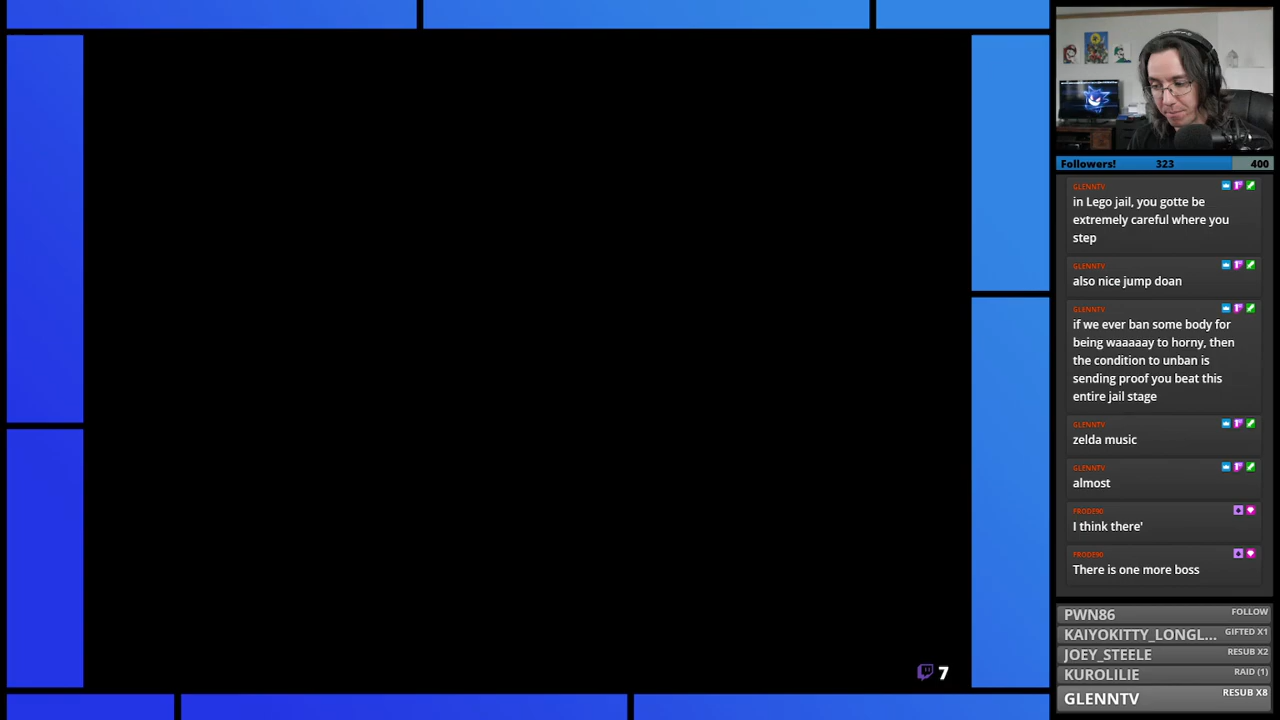 Followers! 323 400
GLENNTV
in Lego jail, you gotte be
extremely careful where you
step
GLENNTV
also nice jump doan
GLENNTV
if we ever ban some body for
being waaaaay to horny, then
the condition to unban is
sending proof you beat this
entire jail stage
GLENNTV
zelda music
GLENNTV
almost
FRODE90
I think there'
FRODE90
There is one more boss
PWN86 FOLLOW
KAIYOKITTY_LONGL... GIFTED X1
JOEY_STEELE RESUB X2
KUROLILIE RAID (1)
GLENNTV RESUB X8
7